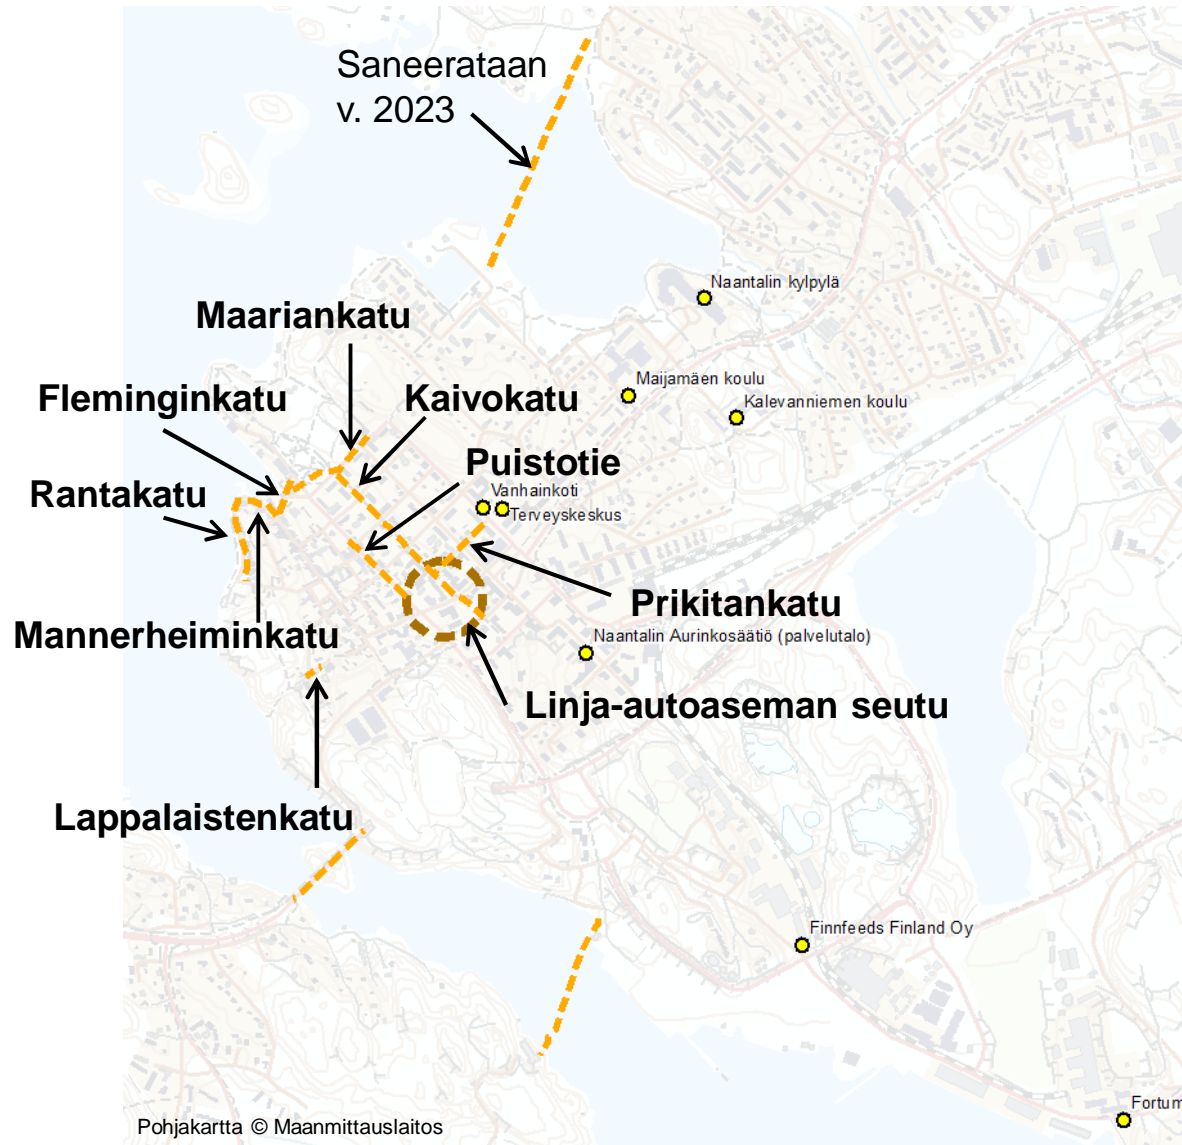 Saneerataan
v. 2023
Naantalin kylpylä
Maariankatu
Maijamäen koulu
Fleminginkatu
Kaivokatu
Kalevanniemen koulu
Puistotie
Rantakatu
Vanhainkoti
Terveyskeskus
Prikitankatu
Mannerheiminkatu
Naantalin Aurinkosäätiö (palvelutalo)
Linja-autoaseman seutu
Lappalaistenkatu
Finnfeeds Finland Oy
Fortum
Pohjakartta © Maanmittauslaitos